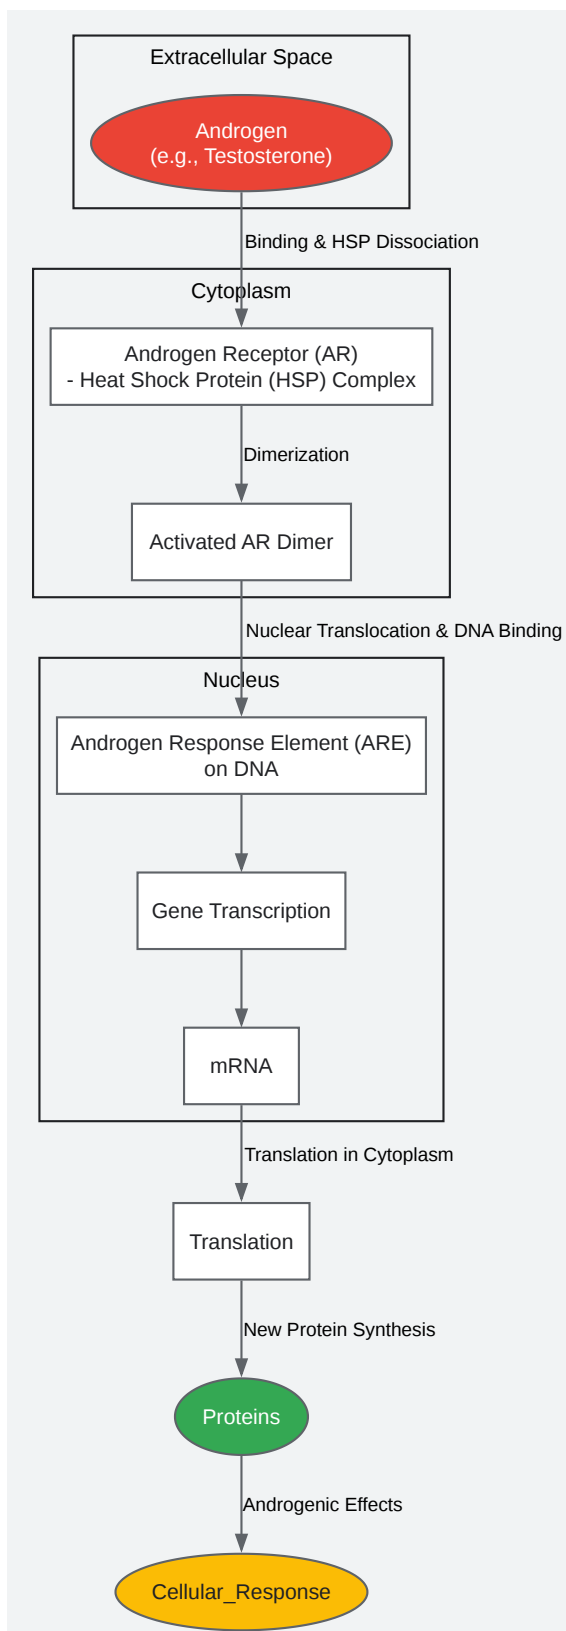 Extracellular Space
Androgen
(e.g., Testosterone)
Binding & HSP Dissociation
Cytoplasm
Androgen Receptor (AR)
- Heat Shock Protein (HSP) Complex
Dimerization
Activated AR Dimer
Nuclear Translocation & DNA Binding
Nucleus
Androgen Response Element (ARE)
on DNA
Gene Transcription
mRNA
Translation in Cytoplasm
Translation
New Protein Synthesis
Proteins
Androgenic Effects
Cellular_Response